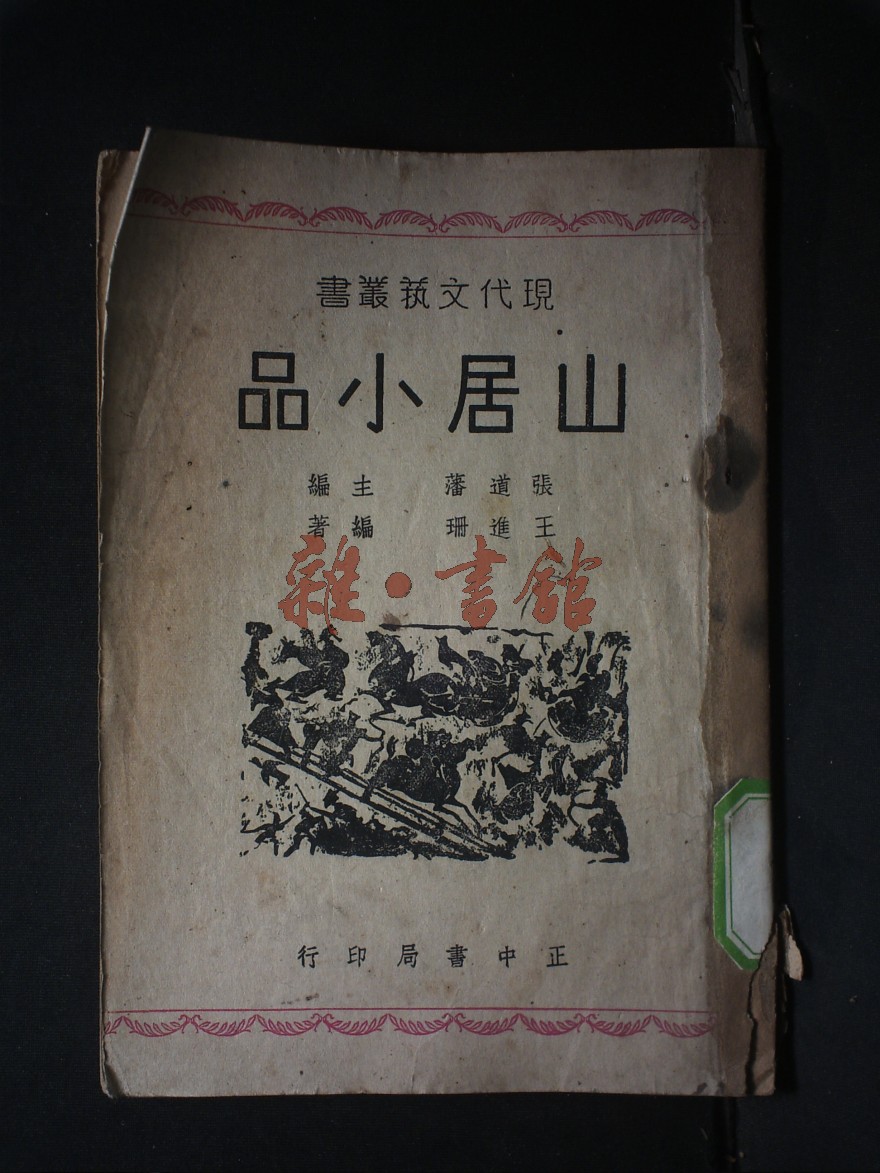 現代文藝叢書
山居小品
張道藩 主編
王進珊 編著
雜·書館
正中書局印行